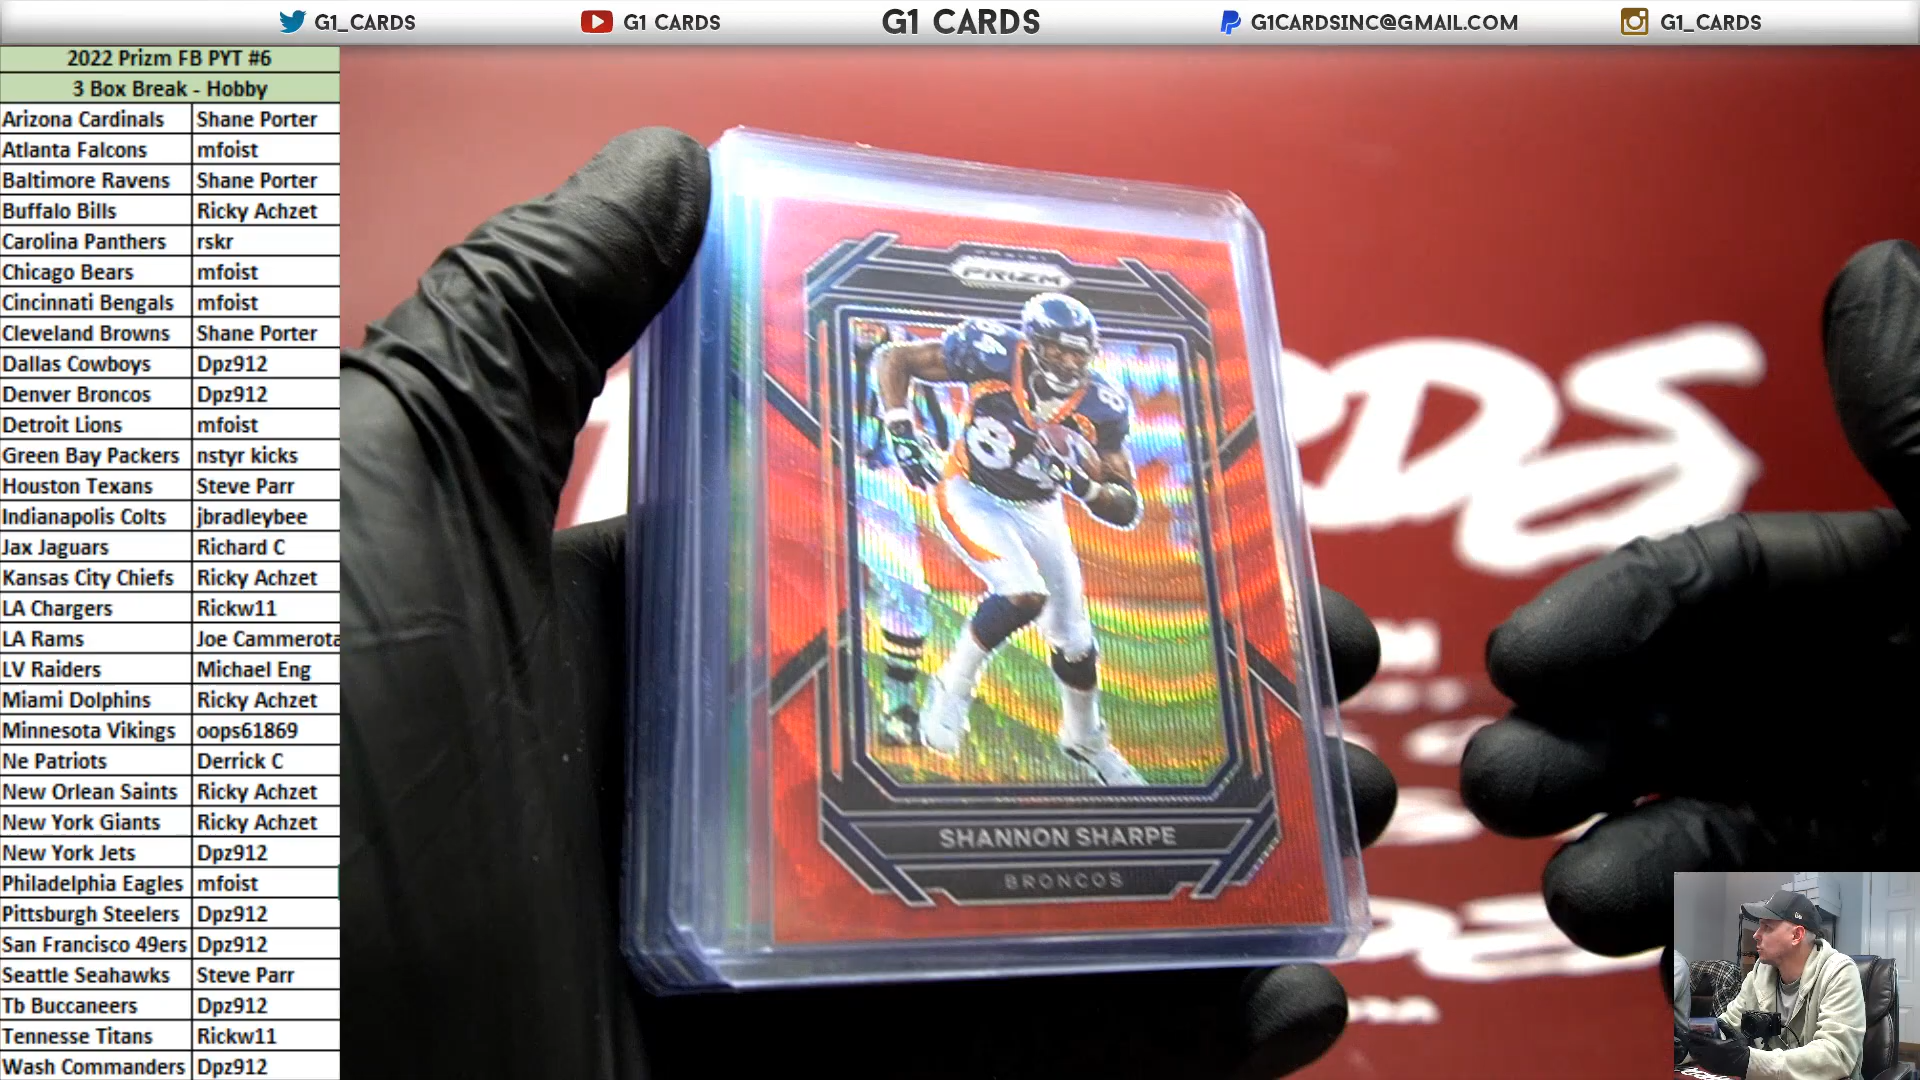 G1_CARDS
G1 CARDS
G1 CARDS
G1CARDSINC@GMAIL.COM
G1_CARDS
2022 Prizm FB PYT #6
3 Box Break - Hobby
Arizona Cardinals Shane Porter
Atlanta Falcons mfoist
Baltimore Ravens Shane Porter
Buffalo Bills Ricky Achzet
Carolina Panthers rskr
Chicago Bears mfoist
Cincinnati Bengals mfoist
Cleveland Browns Shane Porter
Dallas Cowboys Dpz912
Denver Broncos Dpz912
Detroit Lions mfoist
Green Bay Packers nstyr kicks
Houston Texans Steve Parr
Indianapolis Colts jbradleybee
Jax Jaguars Richard C
Kansas City Chiefs Ricky Achzet
LA Chargers Rickw11
LA Rams Joe Cammerota
LV Raiders Michael Eng
Miami Dolphins Ricky Achzet
Minnesota Vikings oops61869
Ne Patriots Derrick C
New Orlean Saints Ricky Achzet
New York Giants Ricky Achzet
New York Jets Dpz912
Philadelphia Eagles mfoist
Pittsburgh Steelers Dpz912
San Francisco 49ers Dpz912
Seattle Seahawks Steve Parr
Tb Buccaneers Dpz912
Tennesse Titans Rickw11
Wash Commanders Dpz912
PANINI
PRIZM
84
SHANNON SHARPE
BRONCOS
RDS